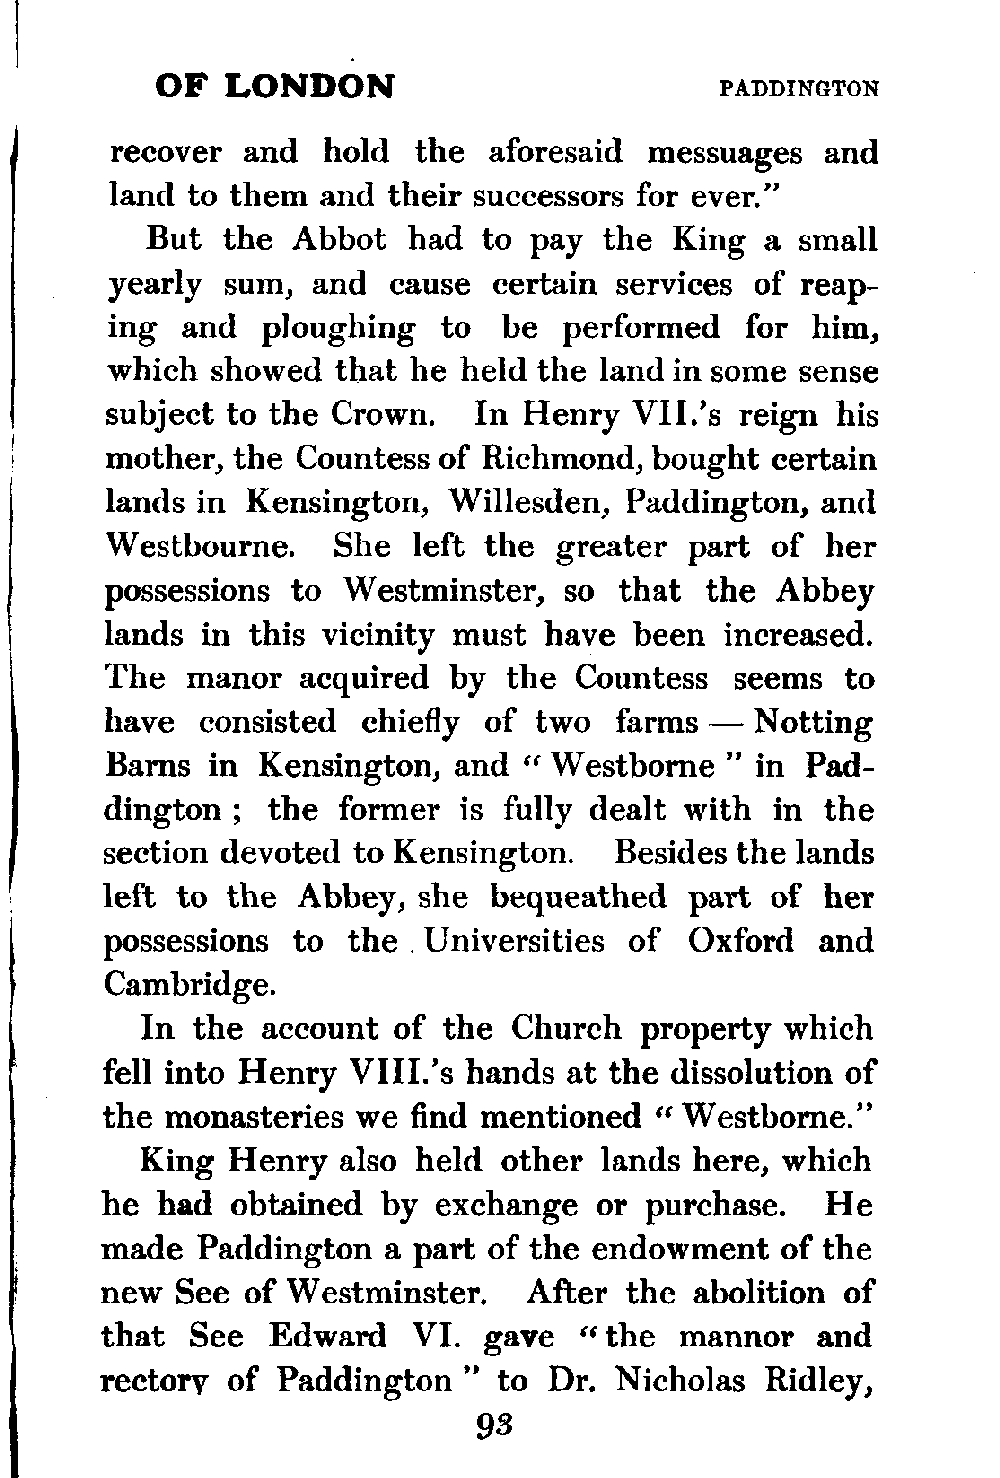 OF LONDON PADDINGTON
recover and hold the aforesaid messuages and
land to them and their successors for ever.”
But the Abbot had to pay the King a small
yearly sum, and cause certain services of reap-
ing and ploughing to be performed for him,
which showed that he held the land in some sense
subject to the Crown. In Henry VII.’s reign his
mother, the Countess of Richmond, bought certain
lands in Kensington, Willesden, Paddington, and
Westbourne. She left the greater part of her
possessions to Westminster, so that the Abbey
lands in this vicinity must have been increased.
The manor acquired by the Countess seems to
have consisted chiefly of two farms — Notting
Barns in Kensington, and “ Westborne ” in Pad-
dington ; the former is fully dealt with in the
section devoted to Kensington. Besides the lands
left to the Abbey, she bequeathed part of her
possessions to the Universities of Oxford and
Cambridge.
In the account of the Church property which
fell into Henry VIII.’s hands at the dissolution of
the monasteries we find mentioned “ Westborne.”
King Henry also held other lands here, which
he had obtained by exchange or purchase. He
made Paddington a part of the endowment of the
new See of Westminster. After the abolition of
that See Edward VI. gave “ the mannor and
rectory of Paddington ” to Dr. Nicholas Ridley,
93